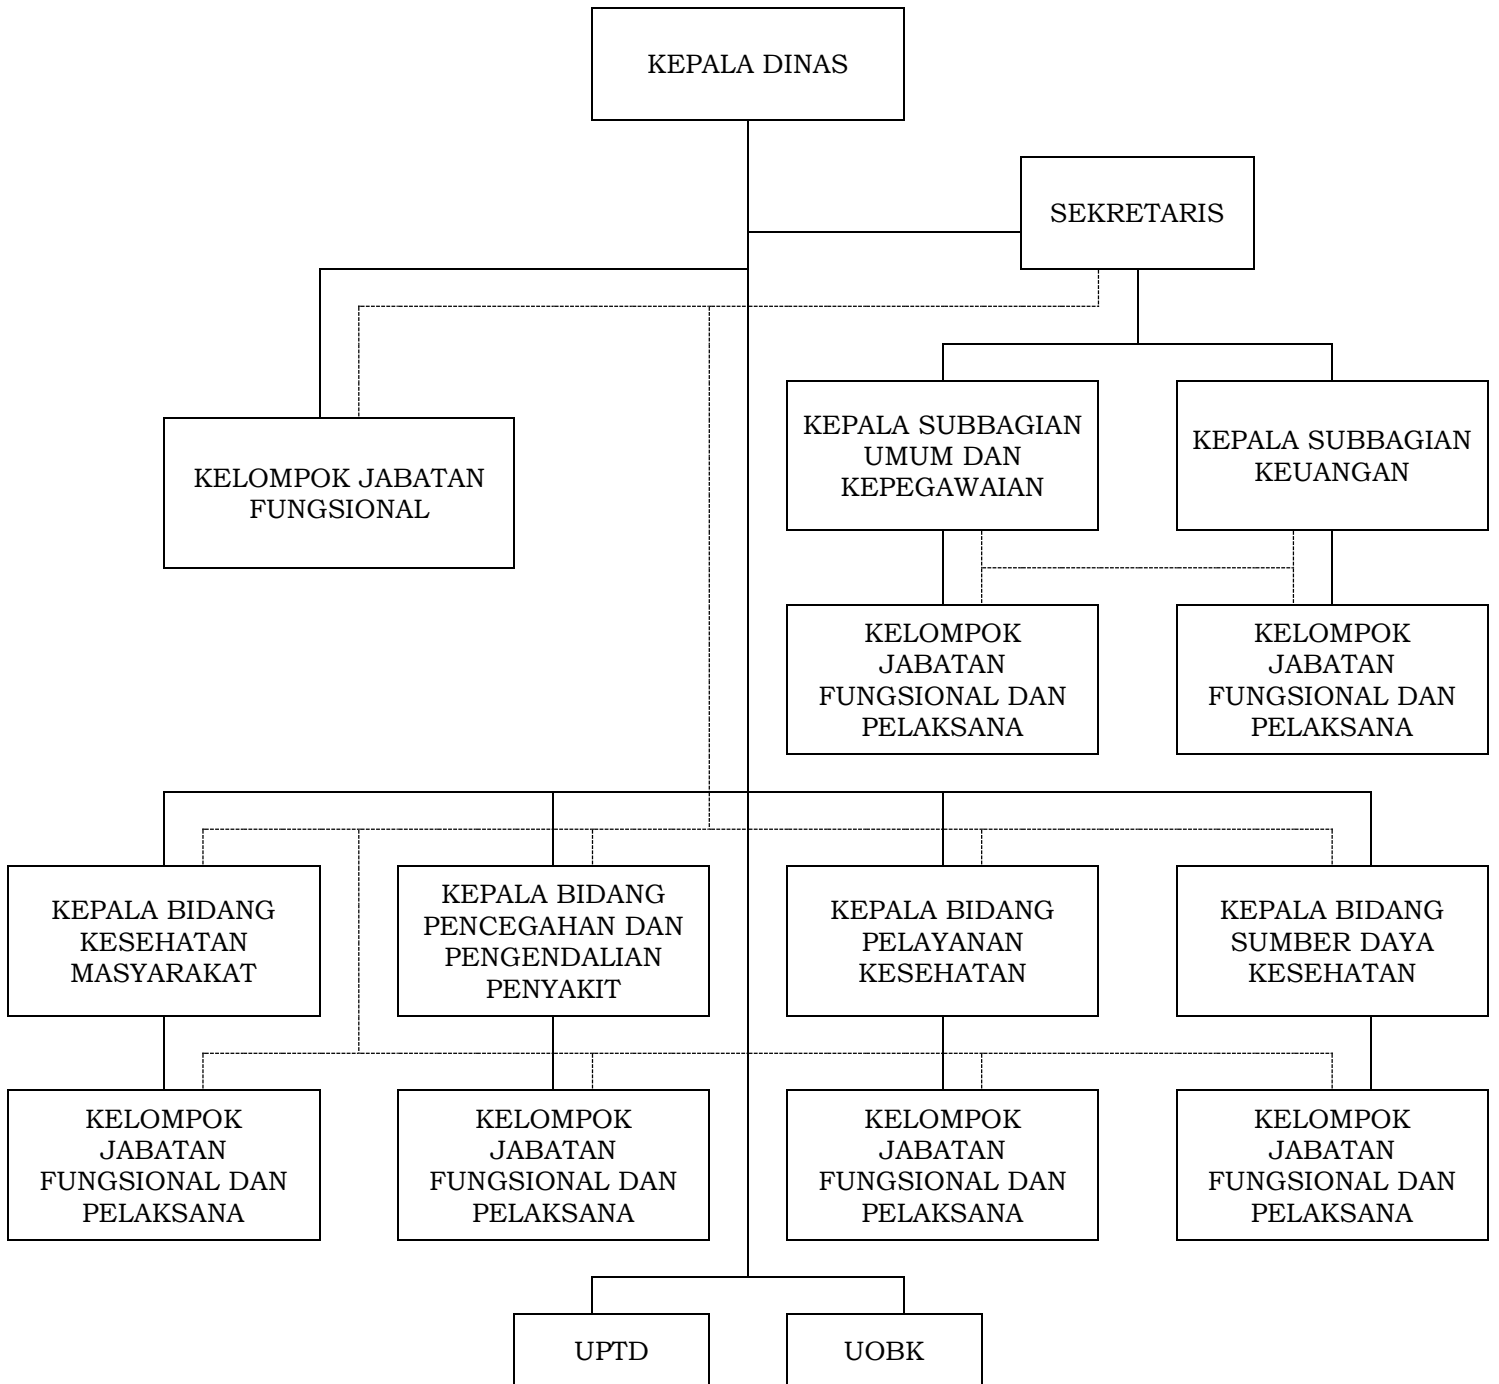 KEPALA DINAS
SEKRETARIS
KELOMPOK JABATAN
FUNGSIONAL
KEPALA SUBBAGIAN
UMUM DAN
KEPEGAWAIAN
KEPALA SUBBAGIAN
KEUANGAN
KELOMPOK
JABATAN
FUNGSIONAL DAN
PELAKSANA
KELOMPOK
JABATAN
FUNGSIONAL DAN
PELAKSANA
KEPALA BIDANG
KESEHATAN
MASYARAKAT
KEPALA BIDANG
PENCEGAHAN DAN
PENGENDALIAN
PENYAKIT
KEPALA BIDANG
PELAYANAN
KESEHATAN
KEPALA BIDANG
SUMBER DAYA
KESEHATAN
KELOMPOK
JABATAN
FUNGSIONAL DAN
PELAKSANA
KELOMPOK
JABATAN
FUNGSIONAL DAN
PELAKSANA
KELOMPOK
JABATAN
FUNGSIONAL DAN
PELAKSANA
KELOMPOK
JABATAN
FUNGSIONAL DAN
PELAKSANA
UPTD
UOBK